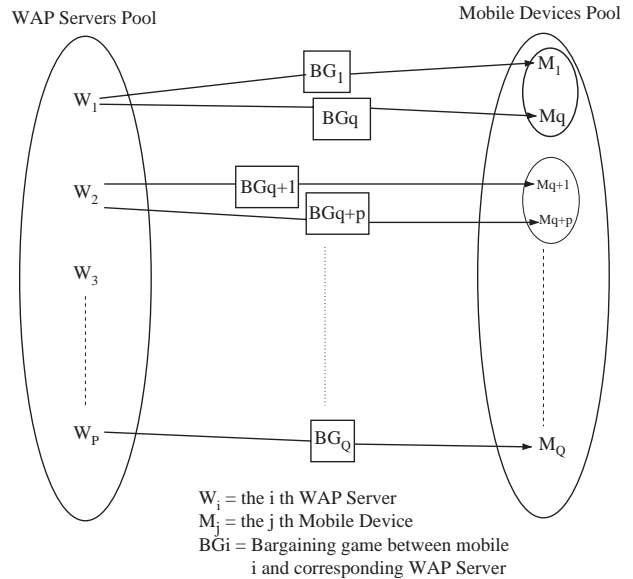 WAP Servers Pool
Mobile Devices Pool
W1
BG1
M1
BGq
Mq
W2
BGq+1
Mq+1
BGq+p
Mq+p
W3
WP
BGQ
MQ
Wi = the i th WAP Server
Mj = the j th Mobile Device
BGi = Bargaining game between mobile
i and corresponding WAP Server